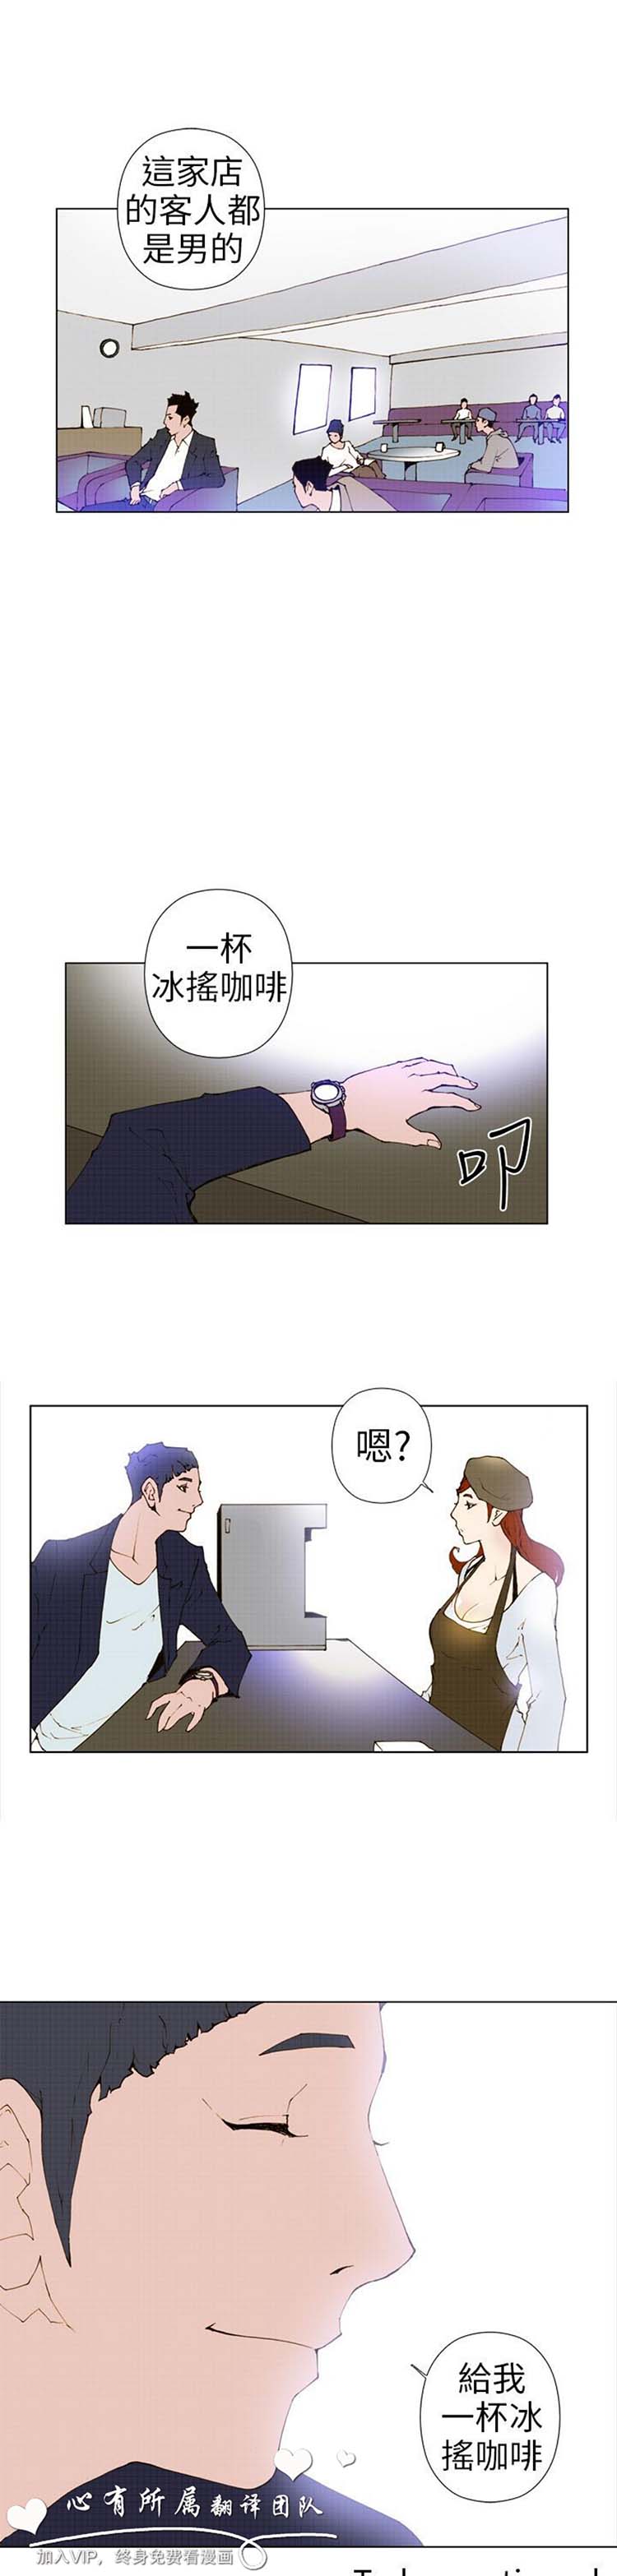 這家店
的客人都
是男的
一杯
冰搖咖啡
叩
嗯?
給我
一杯冰
搖咖啡
心有所属翻译团队
加入VIP，终身免费看漫画